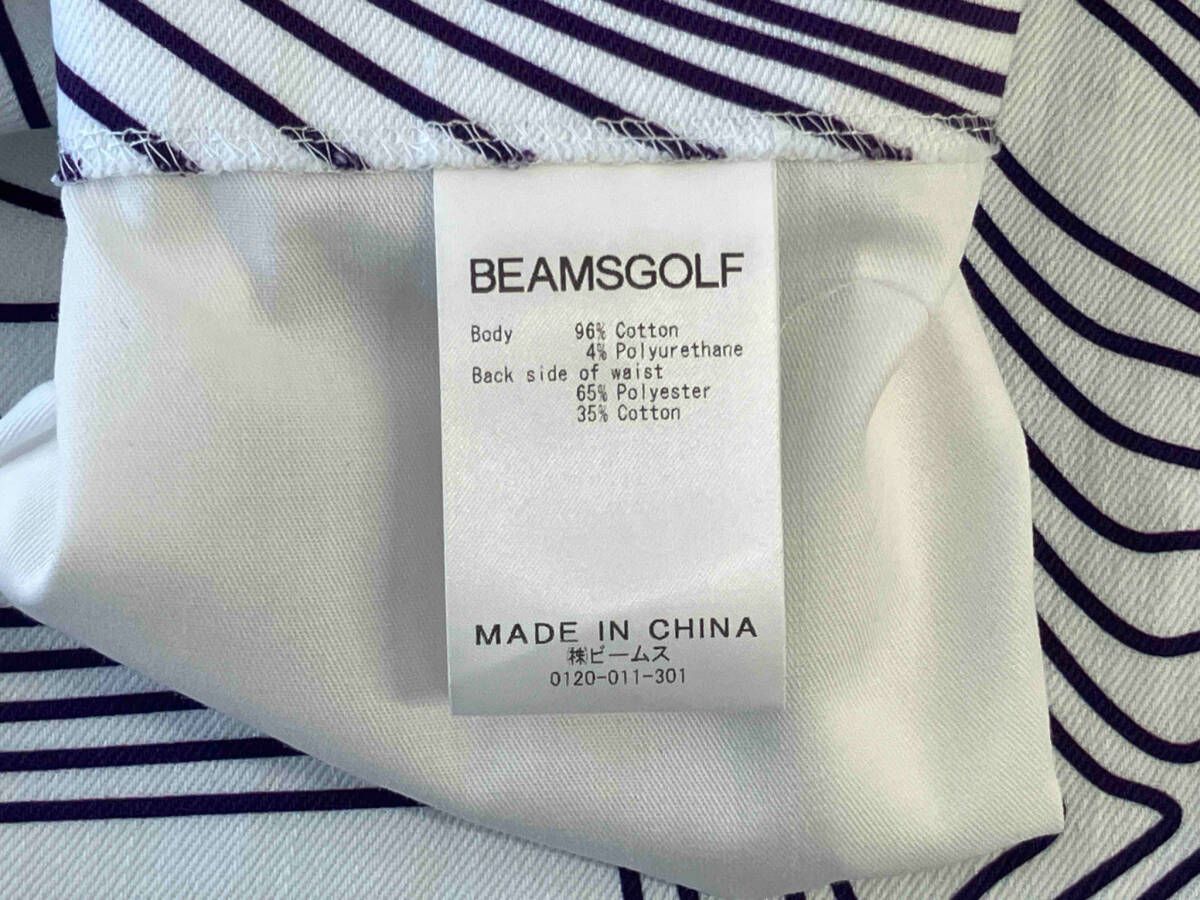 BEAMSGOLF
Body 96% Cotton
4% Polyurethane
Back side of waist
65% Polyester
35% Cotton
MADE IN CHINA
㈱ビームス
0120-011-301